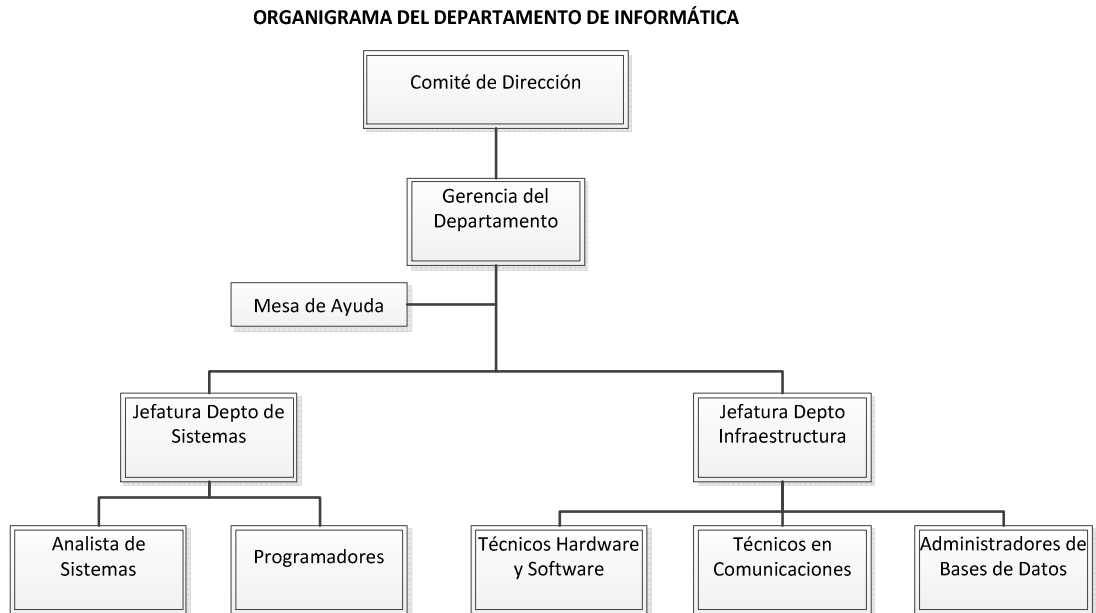 ORGANIGRAMA DEL DEPARTAMENTO DE INFORMÁTICA
Comité de Dirección
Gerencia del
Departamento
Mesa de Ayuda
Jefatura Depto de
Sistemas
Jefatura Depto
Infraestructura
Analista de
Sistemas
Programadores
Técnicos Hardware
y Software
Técnicos en
Comunicaciones
Administradores de
Bases de Datos